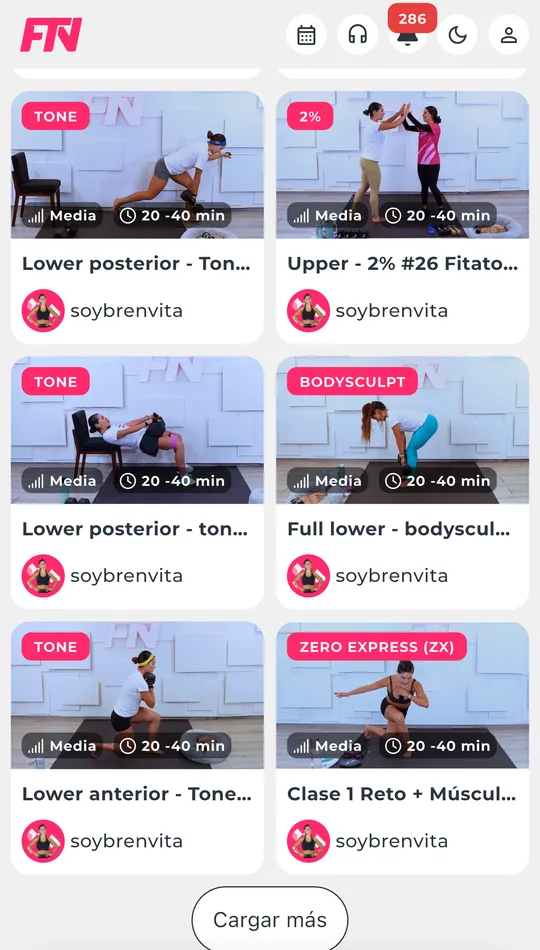 FTN
286
TONE
Media
20 -40 min
Lower posterior - Ton...
soybrenvita
2%
Media
20 -40 min
Upper - 2% #26 Fitato...
soybrenvita
TONE
Media
20 -40 min
Lower posterior - ton...
soybrenvita
BODYSCULPT
Media
20 -40 min
Full lower - bodyscul...
soybrenvita
TONE
Media
20 -40 min
Lower anterior - Tone...
soybrenvita
ZERO EXPRESS (ZX)
Media
20 -40 min
Clase 1 Reto + Múscul...
soybrenvita
Cargar más